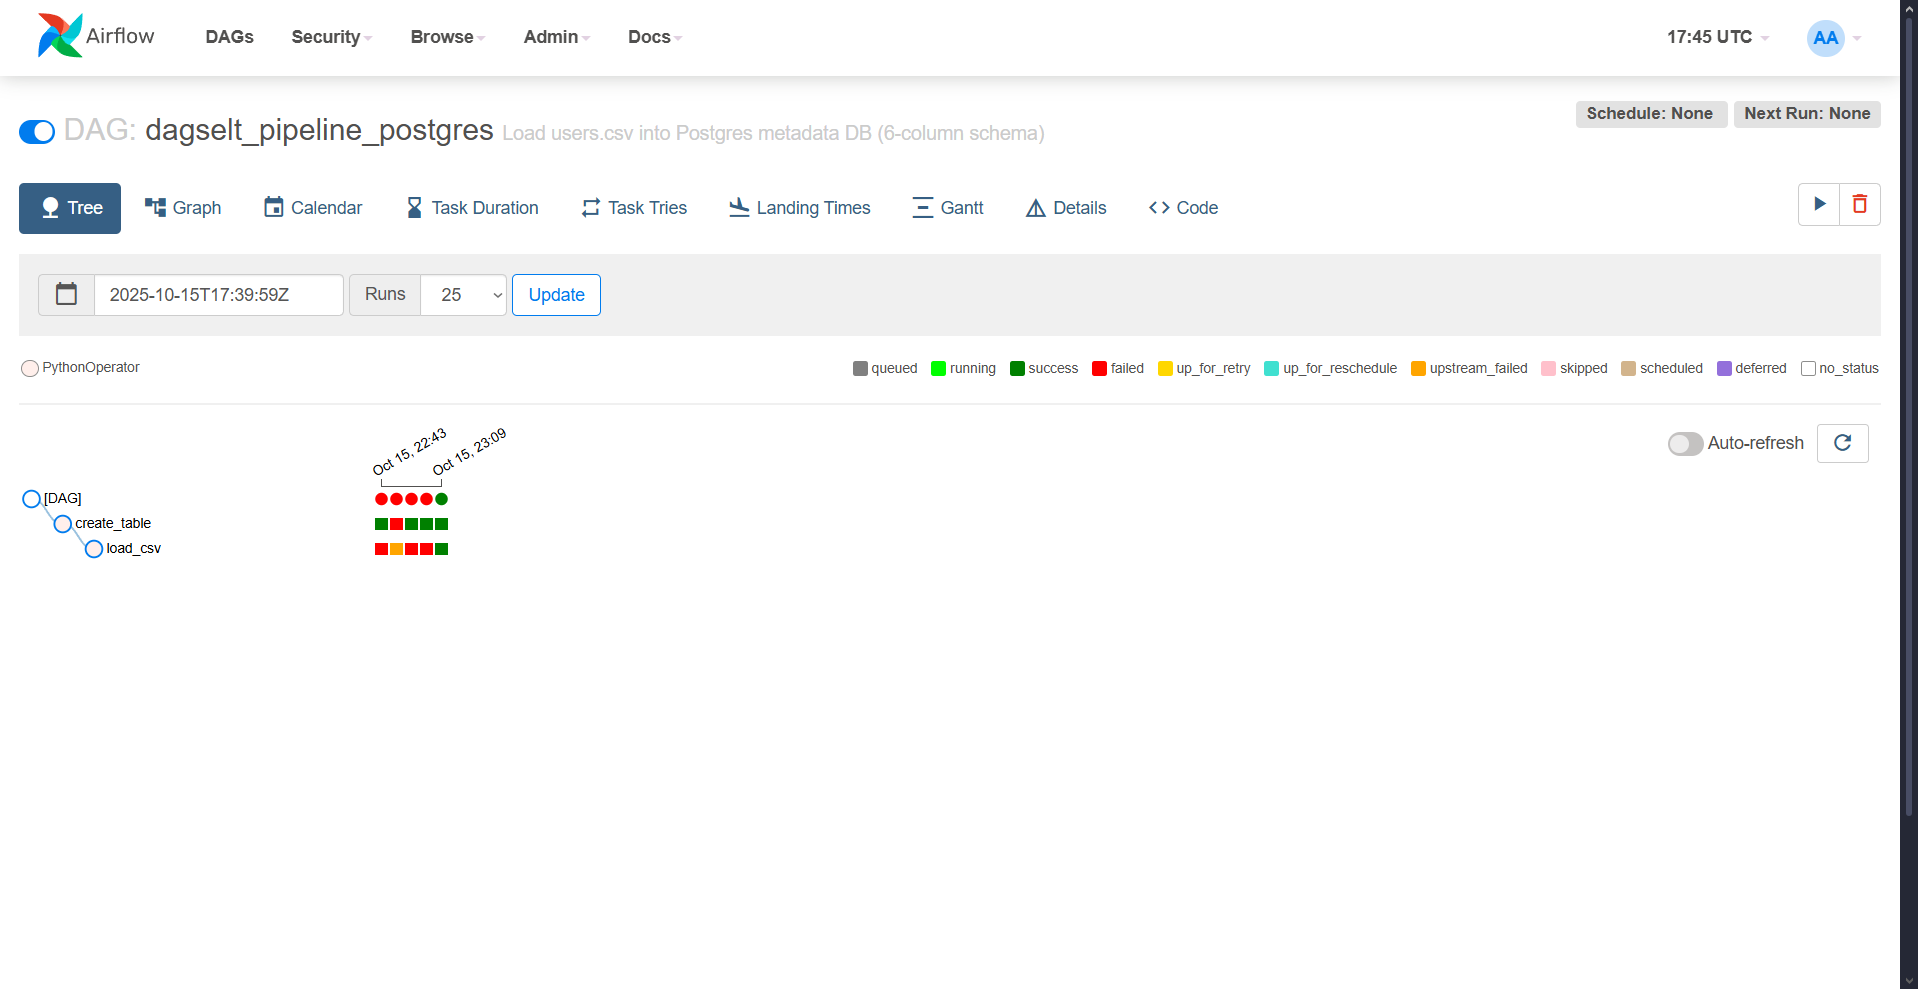 Airflow DAGs Security Browse Admin Docs 17:45 UTC AA
Schedule: None Next Run: None
DAG: dagselt_pipeline_postgres Load users.csv into Postgres metadata DB (6-column schema)
Tree Graph Calendar Task Duration Task Tries Landing Times Gantt Details Code
2025-10-15T17:39:59Z Runs 25 Update
PythonOperator queued running success failed up_for_retry up_for_reschedule upstream_failed skipped scheduled deferred no_status
Oct 15, 22:43 Oct 15, 23:09
Auto-refresh
[DAG]
create_table
load_csv